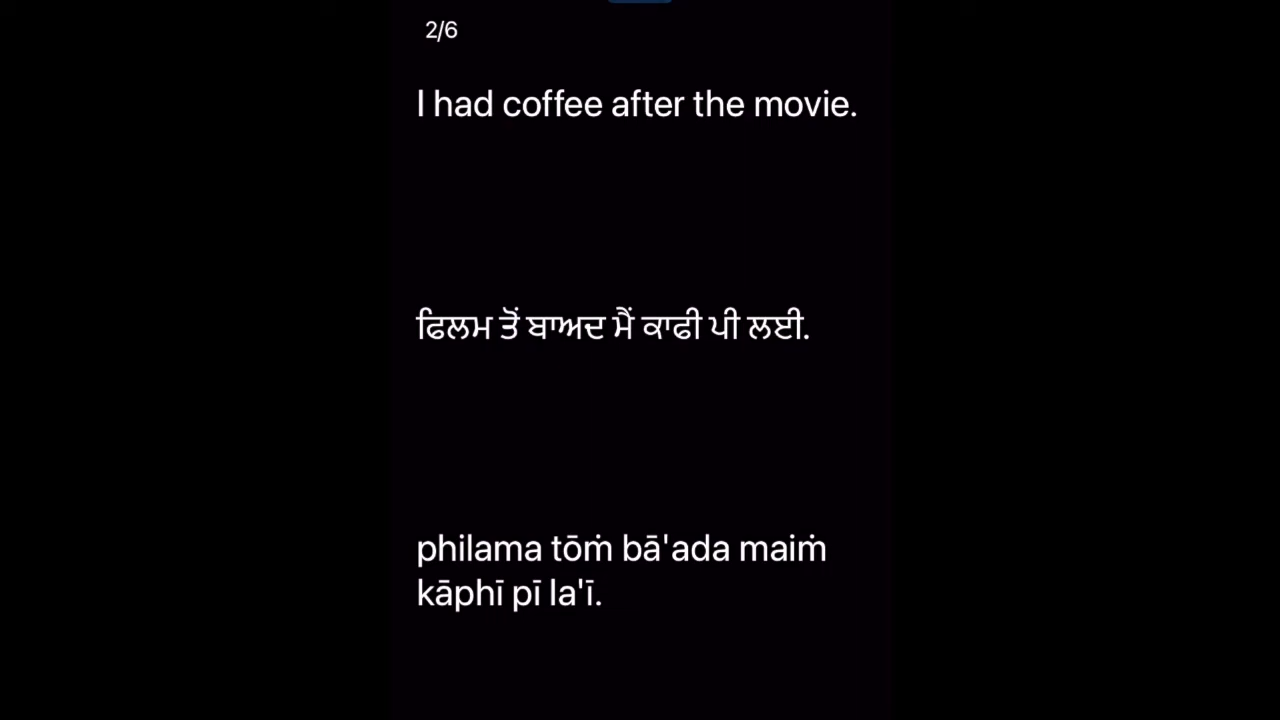 2/6
I had coffee after the movie.
ਫਿਲਮ ਤੋਂ ਬਾਅਦ ਮੈਂ ਕਾਫੀ ਪੀ ਲਈ.
philama tōṁ bā'ada maiṁ
kāphī pī la'ī.